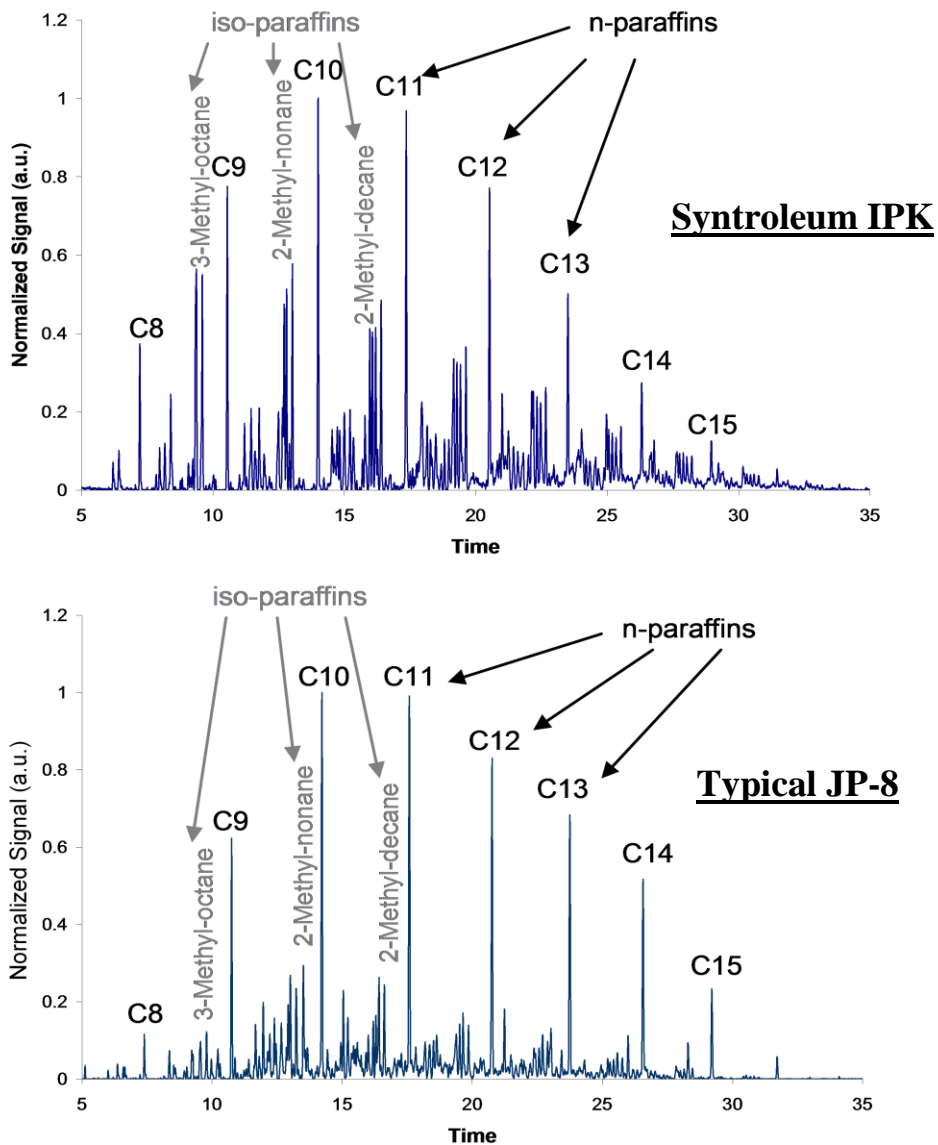 iso-paraffins
n-paraffins
1.2
1
0.8
0.6
0.4
0.2
0
Normalized Signal (a.u.)
C8
3-Methyl-octane
C9
2-Methyl-nonane
C10
2-Methyl-decane
C11
C12
C13
C14
C15
Syntroleum IPK
5
10
15
20
25
30
35
Time
iso-paraffins
n-paraffins
1.2
1
0.8
0.6
0.4
0.2
0
Normalized Signal (a.u.)
C8
3-Methyl-octane
C9
2-Methyl-nonane
C10
2-Methyl-decane
C11
C12
C13
C14
C15
Typical JP-8
5
10
15
20
25
30
35
Time